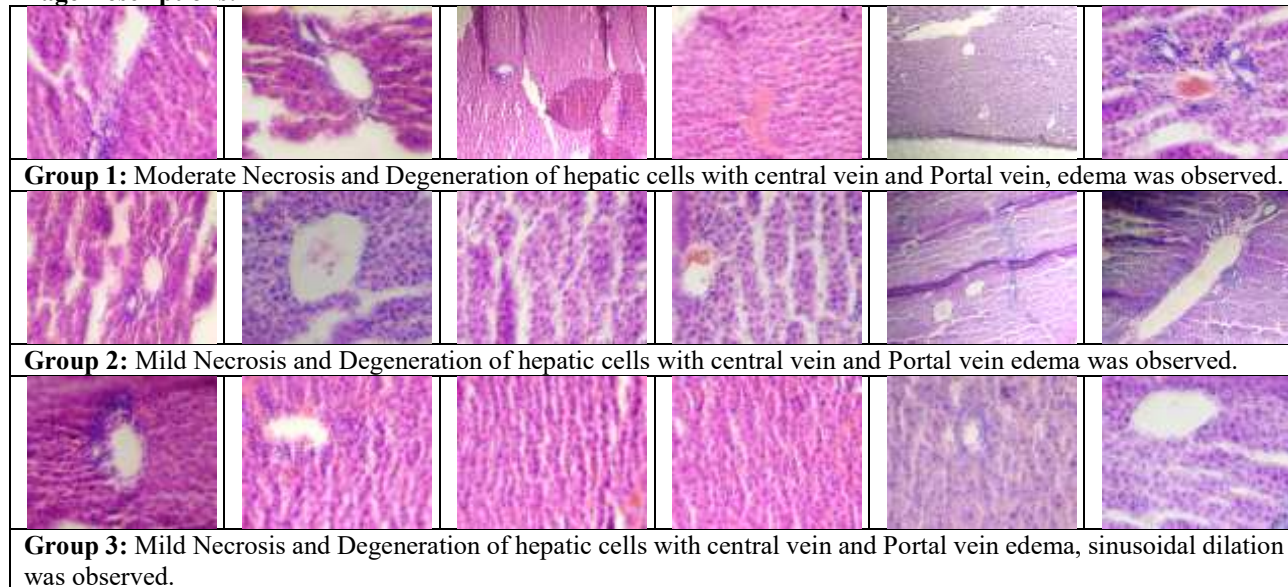 Group 1: Moderate Necrosis and Degeneration of hepatic cells with central vein and Portal vein, edema was observed.
Group 2: Mild Necrosis and Degeneration of hepatic cells with central vein and Portal vein edema was observed.
Group 3: Mild Necrosis and Degeneration of hepatic cells with central vein and Portal vein edema, sinusoidal dilation
was observed.